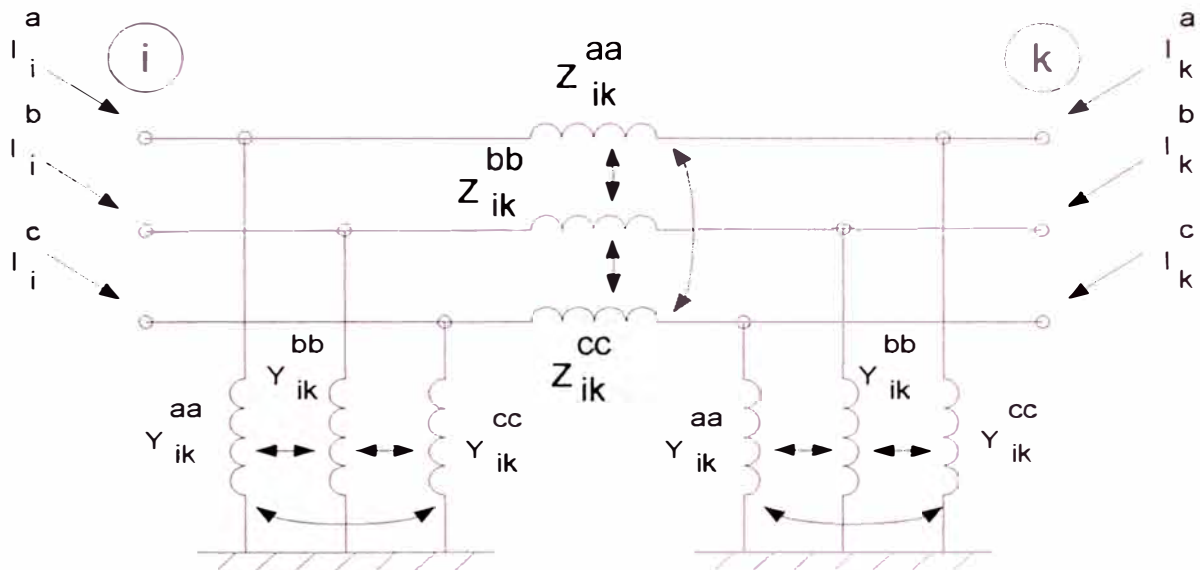 I i a
i
Z ik aa
k
I k a
I i b
Z ik bb
I k b
I i c
I k c
Z ik cc
Y ik aa
Y ik bb
Y ik cc
Y ik aa
Y ik bb
Y ik cc